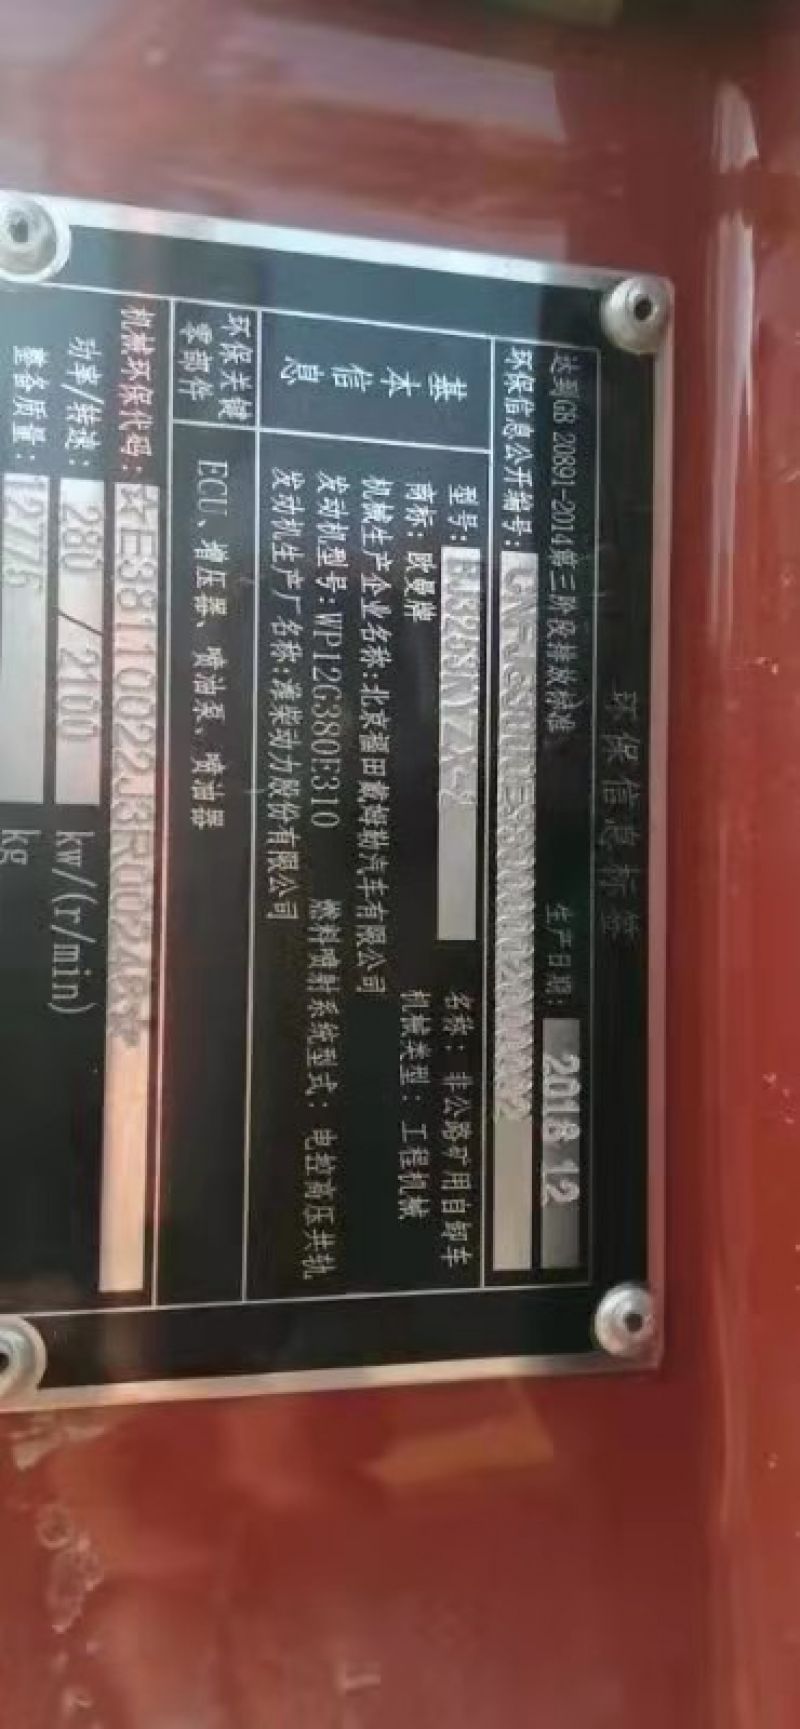 环保信息标签
达到GB 20891-2014第三阶段排放标准 生产日期: 2018 12
环保信息公开编号:
基本信息
型号: 名称: 非公路矿用自卸车
商标: 欧曼牌 机械类型: 工程机械
机械生产企业名称:北京福田戴姆勒汽车有限公司
发动机型号:WP12G380E310 燃料喷射系统型式: 电控高压共轨
发动机生产厂名称:潍柴动力股份有限公司
环保关键零部件
ECU、增压器、喷油泵、喷油器
机械环保代码:
功率/转速: 280 / 2100 kw/(r/min)
整备质量: 12775 kg